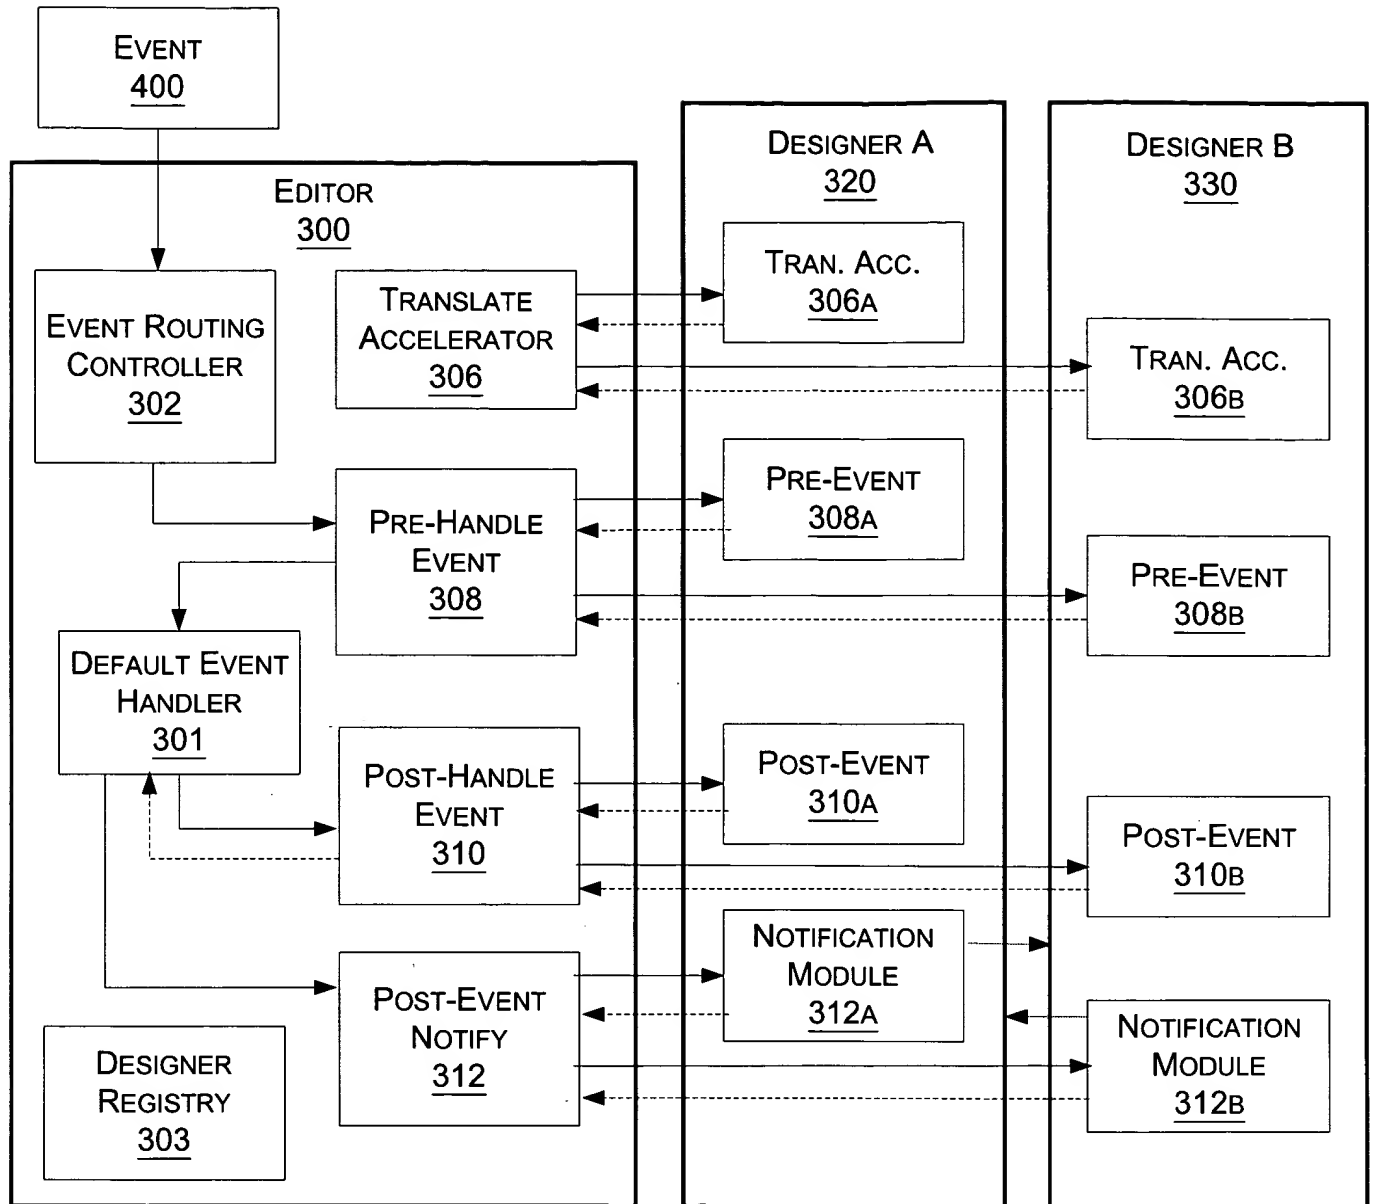 EVENT
400
EDITOR
300
EVENT ROUTING
CONTROLLER
302
TRANSLATE
ACCELERATOR
306
PRE-HANDLE
EVENT
308
DEFAULT EVENT
HANDLER
301
POST-HANDLE
EVENT
310
POST-EVENT
NOTIFY
312
DESIGNER
REGISTRY
303
DESIGNER A
320
TRAN. ACC.
306A
PRE-EVENT
308A
POST-EVENT
310A
NOTIFICATION
MODULE
312A
DESIGNER B
330
TRAN. ACC.
306B
PRE-EVENT
308B
POST-EVENT
310B
NOTIFICATION
MODULE
312B